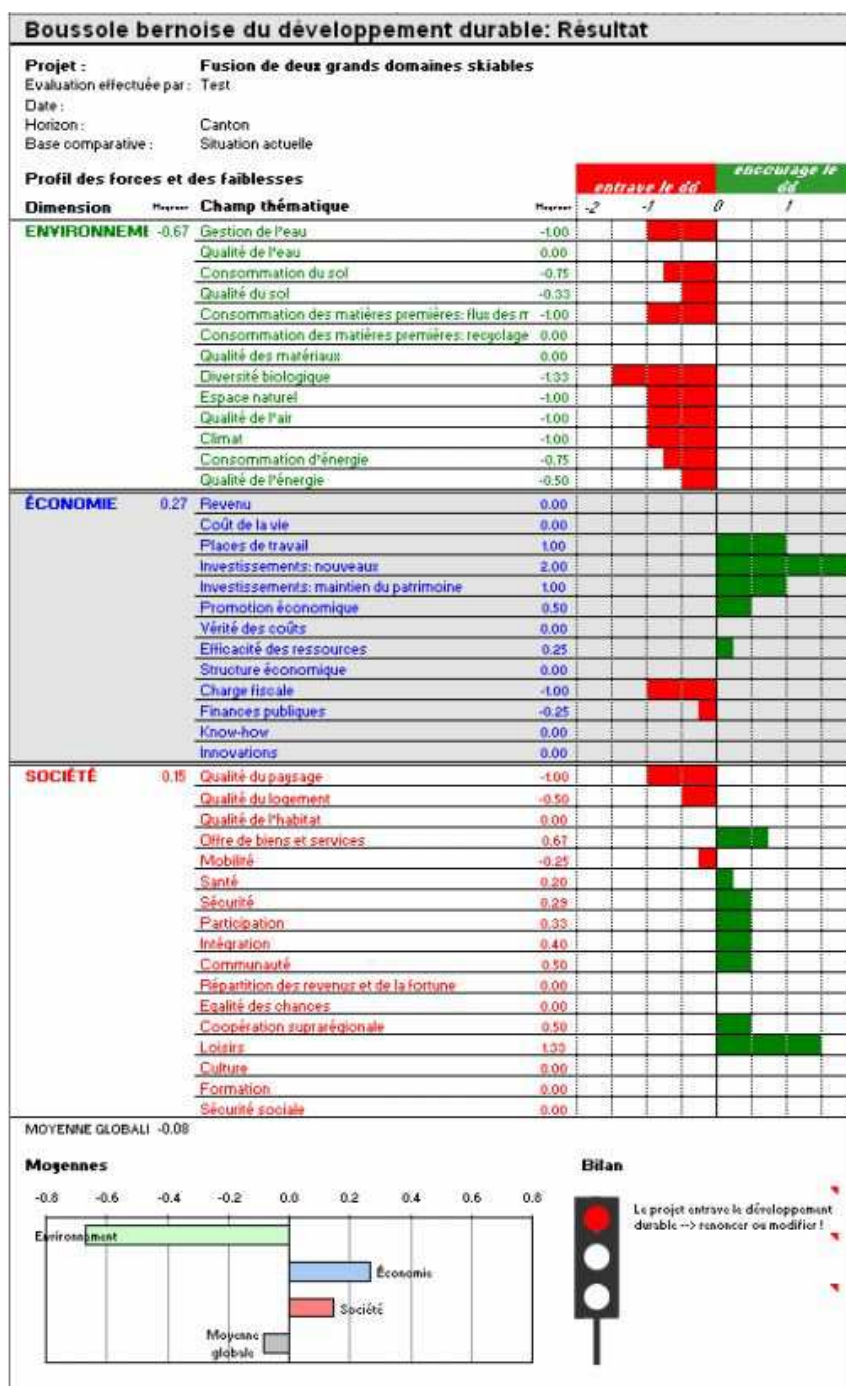 Boussole bernoise du développement durable: Résultat
Projet : Fusion de deux grands domaines skiables
Evaluation effectuée par : Test
Date :
Horizon : Canton
Base comparative : Situation actuelle
Profil des forces et des faiblesses entrave le dd encourage le dd
Dimension Moyenne Champ thématique Moyenne -2 -1 0 1
ENVIRONNEME -0.67 Gestion de l'eau -1.00
Qualité de l'eau 0.00
Consommation du sol -0.75
Qualité du sol -0.33
Consommation des matières premières: flux des m -1.00
Consommation des matières premières: recyclage 0.00
Qualité des matériaux 0.00
Diversité biologique -1.33
Espace naturel -1.00
Qualité de l'air -1.00
Climat -1.00
Consommation d'énergie -0.75
Qualité de l'énergie -0.50
ÉCONOMIE 0.27 Revenu 0.00
Coût de la vie 0.00
Places de travail 1.00
Investissements: nouveaux 2.00
Investissements: maintien du patrimoine 1.00
Promotion économique 0.50
Vérité des coûts 0.00
Efficacité des ressources 0.25
Structure économique 0.00
Charge fiscale -1.00
Finances publiques -0.25
Know-how 0.00
Innovations 0.00
SOCIÉTÉ 0.15 Qualité du paysage -1.00
Qualité du logement -0.50
Qualité de l'habitat 0.00
Offre de biens et services 0.67
Mobilité -0.25
Santé 0.20
Sécurité 0.29
Participation 0.33
Intégration 0.40
Communauté 0.50
Répartition des revenus et de la fortune 0.00
Egalité des chances 0.00
Coopération suprarégionale 0.50
Loisirs 1.33
Culture 0.00
Formation 0.00
Sécurité sociale 0.00
MOYENNE GLOBALI -0.08
Moyennes
-0.8 -0.6 -0.4 -0.2 0.0 0.2 0.4 0.6 0.8
Environnement
Économie
Société
Moyenne
globale
Bilan
Le projet entrave le développement
durable --> renoncer ou modifier !